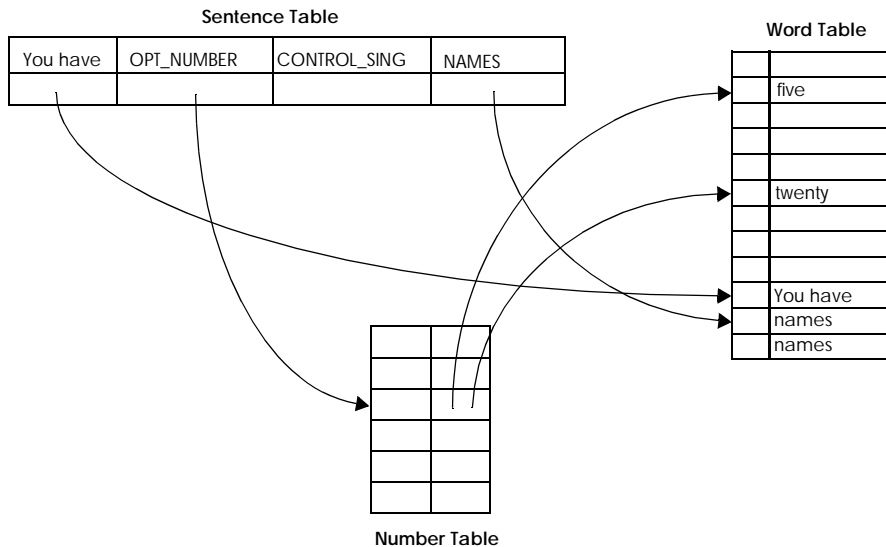 Sentence Table
You have OPT_NUMBER CONTROL_SING NAMES
Word Table
five
twenty
You have
names
names
Number Table